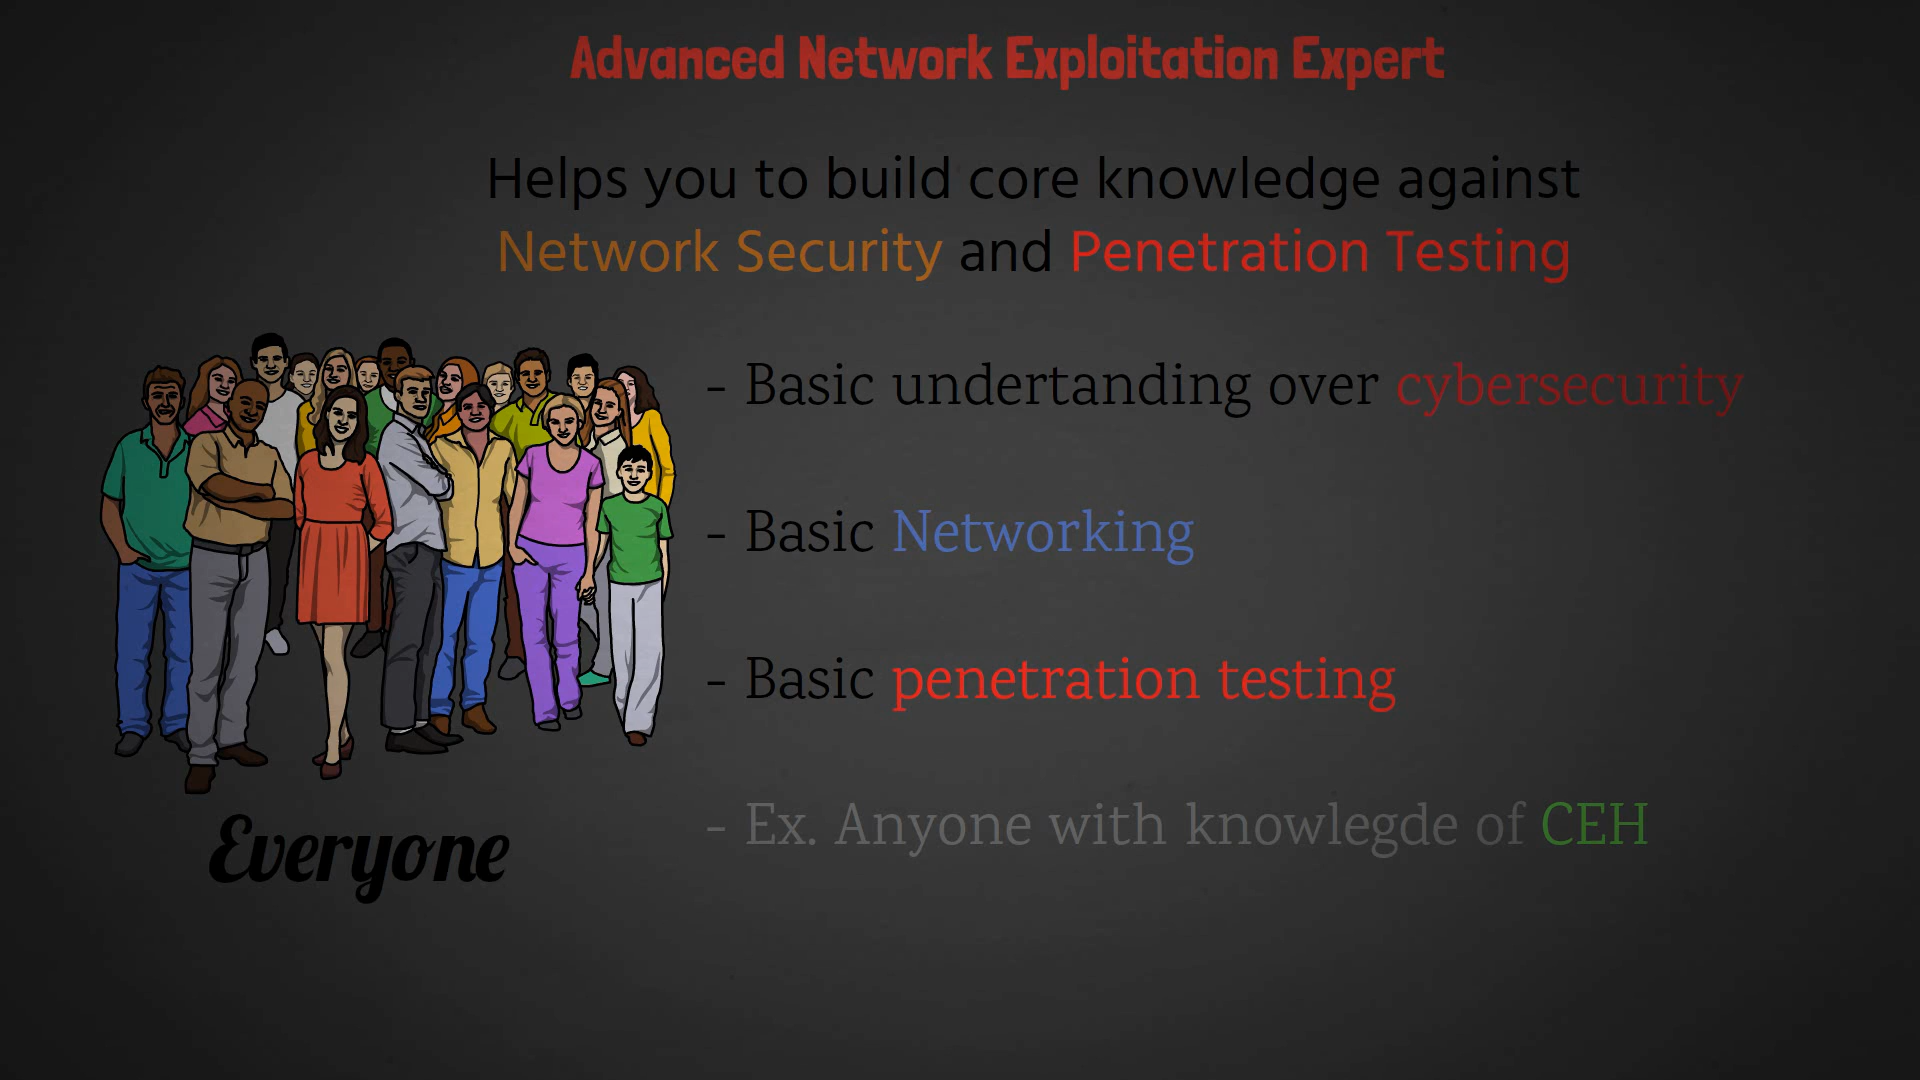 Advanced Network Exploitation Expert
Helps you to build core knowledge against
Network Security and Penetration Testing
- Basic undertanding over cybersecurity
- Basic Networking
- Basic penetration testing
- Ex. Anyone with knowlegde of CEH
Everyone